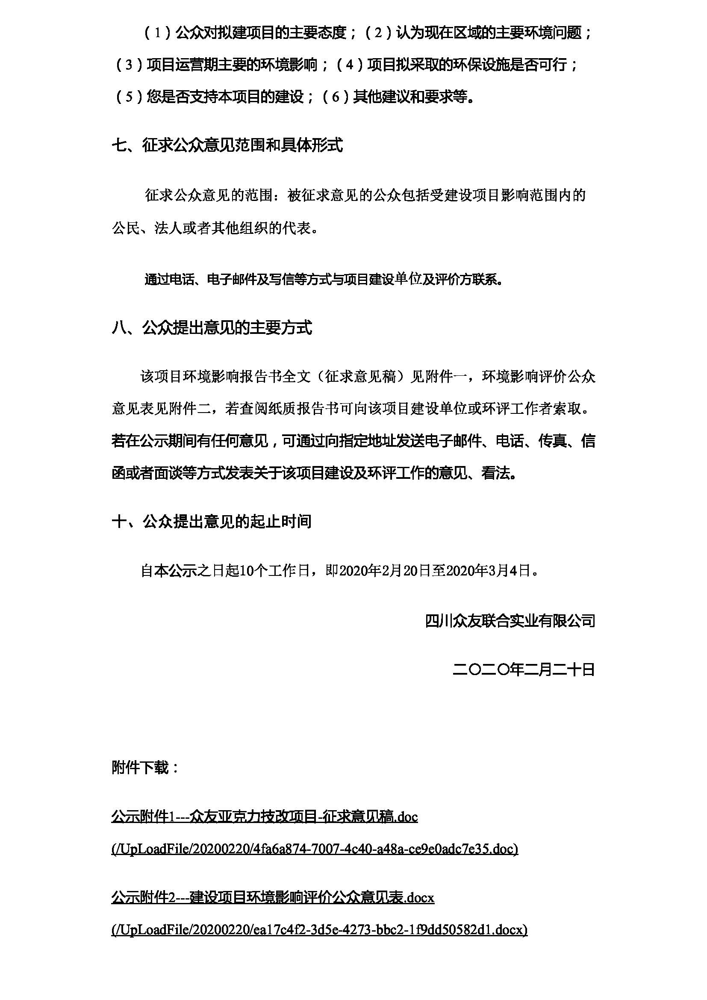 （1）公众对拟建项目的主要态度；（2）认为现在区域的主要环境问题；
（3）项目运营期主要的环境影响；（4）项目拟采取的环保设施是否可行；
（5）您是否支持本项目的建设；（6）其他建议和要求等。
七、征求公众意见范围和具体形式
征求公众意见的范围：被征求意见的公众包括受建设项目影响范围内的
公民、法人或者其他组织的代表。
通过电话、电子邮件及写信等方式与项目建设单位及评价方联系。
八、公众提出意见的主要方式
该项目环境影响报告书全文（征求意见稿）见附件一，环境影响评价公众
意见表见附件二，若查阅纸质报告书可向该项目建设单位或环评工作者索取。
若在公示期间有任何意见，可通过向指定地址发送电子邮件、电话、传真、信
函或者面谈等方式发表关于该项目建设及环评工作的意见、看法。
十、公众提出意见的起止时间
自本公示之日起10个工作日，即2020年2月20日至2020年3月4日。
四川众友联合实业有限公司
二〇二〇年二月二十日
附件下载：
公示附件1---众友亚克力技改项目-征求意见稿.doc
(/UpLoadFile/20200220/4fa6a874-7007-4c40-a48a-ce9e0adc7e35.doc)
公示附件2---建设项目环境影响评价公众意见表.docx
(/UpLoadFile/20200220/ea17c4f2-3d5e-4273-bbc2-1f9dd50582d1.docx)